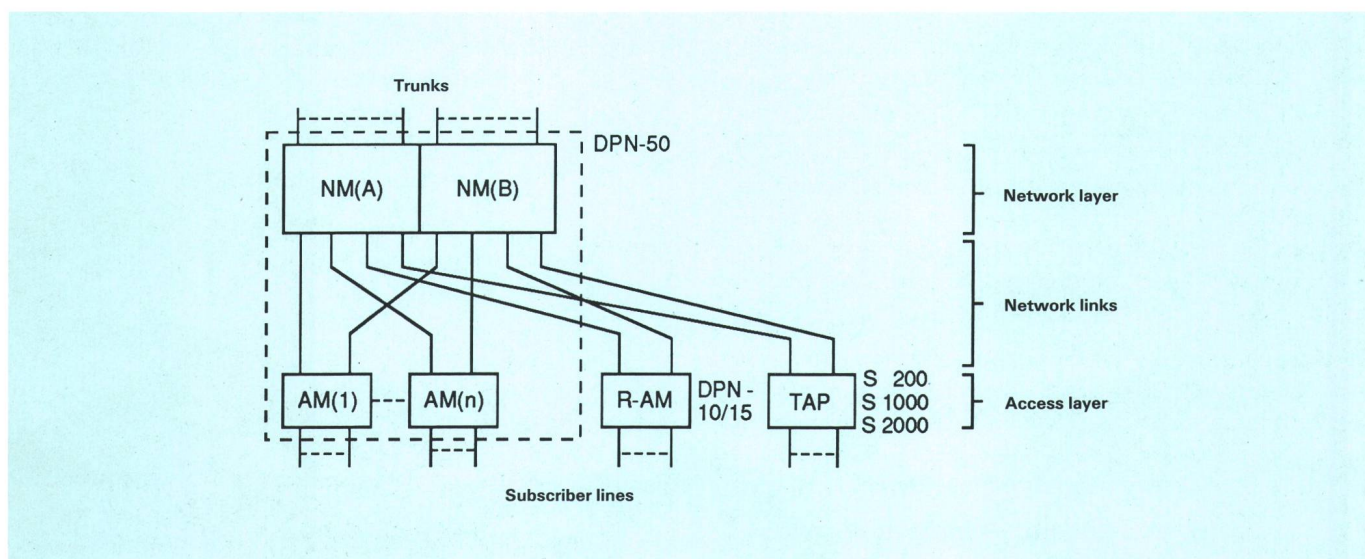 Trunks
DPN-50
NM(A) NM(B)
Network layer
Network links
AM(1) AM(n) R-AM DPN -
10/15
TAP S 200
S 1000
S 2000
Access layer
Subscriber lines